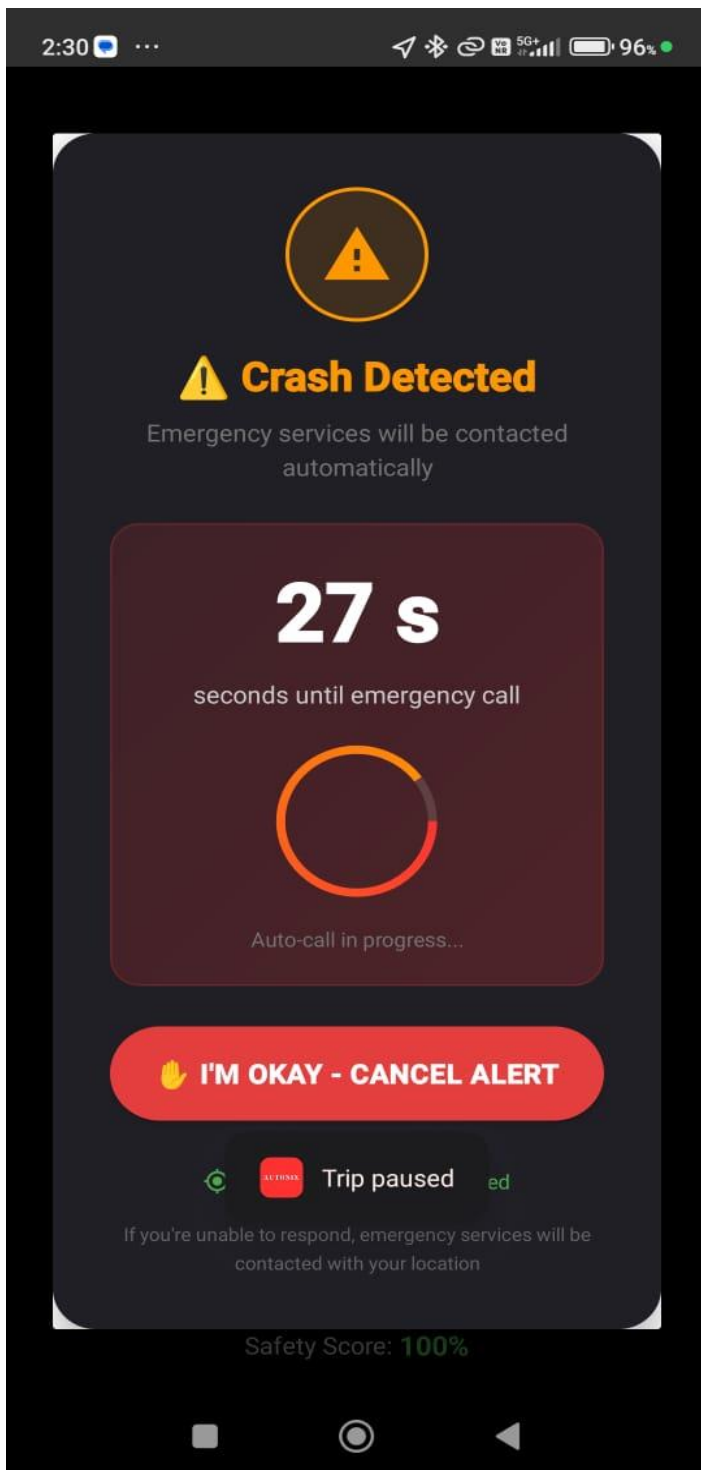 2:30 ... VoNR 5G+ 96%
⚠️ Crash Detected
Emergency services will be contacted
automatically
27 s
seconds until emergency call
Auto-call in progress...
✋ I'M OKAY - CANCEL ALERT
Trip paused
ed
If you're unable to respond, emergency services will be
contacted with your location
Safety Score: 100%